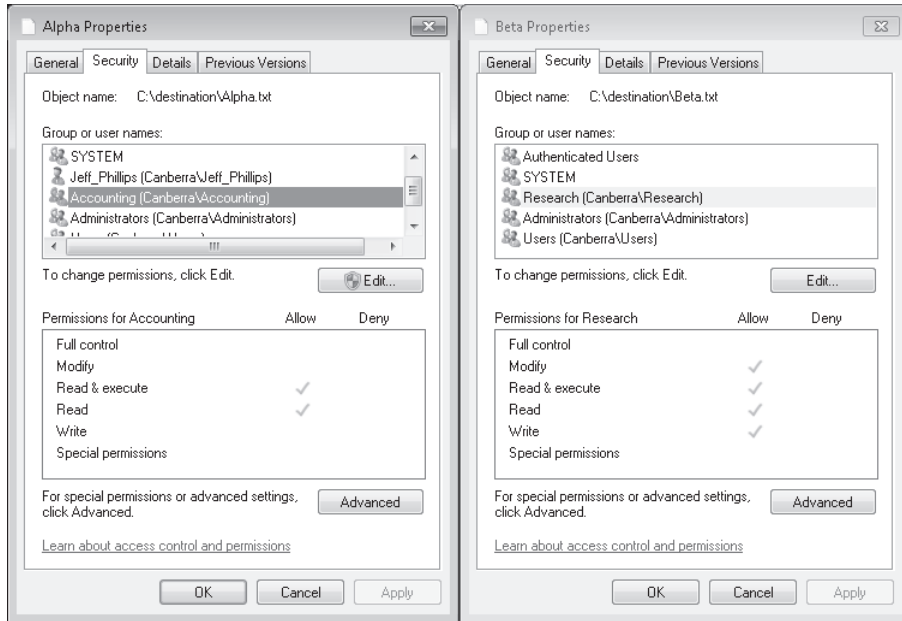 Alpha Properties
General Security Details Previous Versions
Object name: C:\destination\Alpha.txt
Group or user names:
SYSTEM
Jeff_Phillips (Canberra\Jeff_Phillips)
Accounting (Canberra\Accounting)
Administrators (Canberra\Administrators)
To change permissions, click Edit.
Edit...
Permissions for Accounting Allow Deny
Full control
Modify
Read & execute
Read
Write
Special permissions
For special permissions or advanced settings,
click Advanced.
Advanced
Learn about access control and permissions
OK Cancel Apply
Beta Properties
General Security Details Previous Versions
Object name: C:\destination\Beta.txt
Group or user names:
Authenticated Users
SYSTEM
Research (Canberra\Research)
Administrators (Canberra\Administrators)
Users (Canberra\Users)
To change permissions, click Edit.
Edit...
Permissions for Research Allow Deny
Full control
Modify
Read & execute
Read
Write
Special permissions
For special permissions or advanced settings,
click Advanced.
Advanced
Learn about access control and permissions
OK Cancel Apply